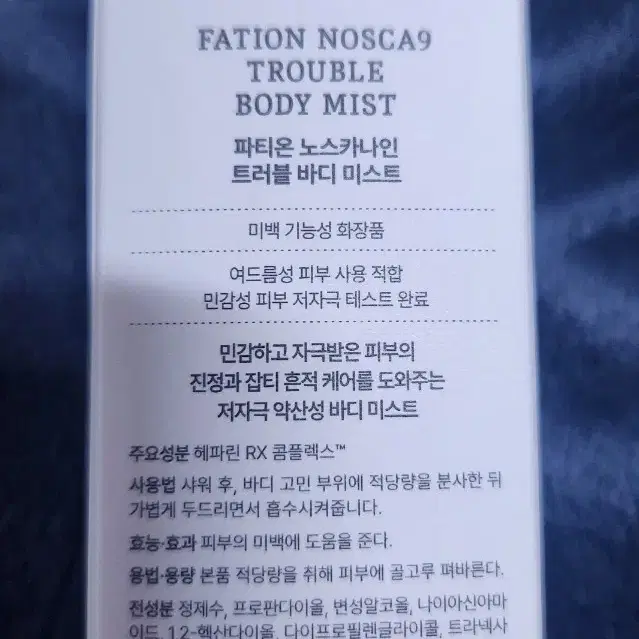 FATION NOSCA9
TROUBLE
BODY MIST
파티온 노스카나인
트러블 바디 미스트
미백 기능성 화장품
여드름성 피부 사용 적합
민감성 피부 저자극 테스트 완료
민감하고 자극받은 피부의
진정과 잡티 흔적 케어를 도와주는
저자극 약산성 바디 미스트
주요성분 헤파린 RX 콤플렉스™
사용법 샤워 후, 바디 고민 부위에 적당량을 분사한 뒤
가볍게 두드리면서 흡수시켜줍니다.
효능·효과 피부의 미백에 도움을 준다.
용법·용량 본품 적당량을 취해 피부에 골고루 펴바른다.
전성분 정제수, 프로판다이올, 변성알코올, 나이아신아마
이드, 1,2-헥산다이올, 다이프로필렌글라이콜, 트라넥사